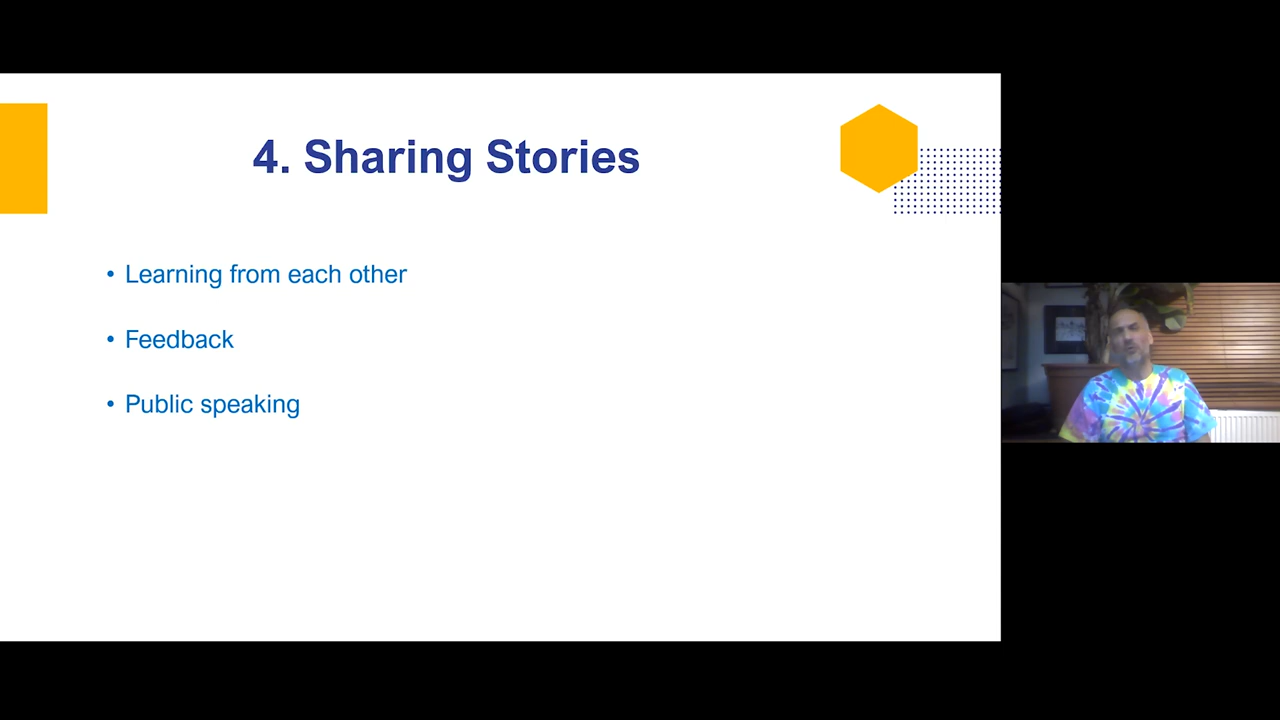 4. Sharing Stories
• Learning from each other
• Feedback
• Public speaking